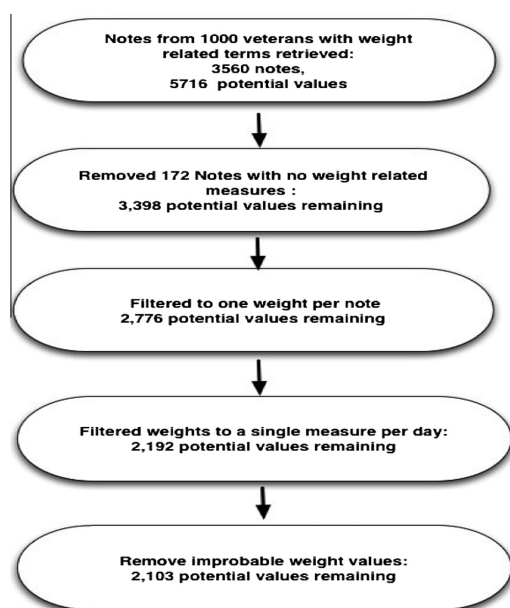 Notes from 1000 veterans with weight
related terms retrieved:
3560 notes,
5716 potential values
Removed 172 Notes with no weight related
measures :
3,398 potential values remaining
Filtered to one weight per note
2,776 potential values remaining
Filtered weights to a single measure per day:
2,192 potential values remaining
Remove improbable weight values:
2,103 potential values remaining